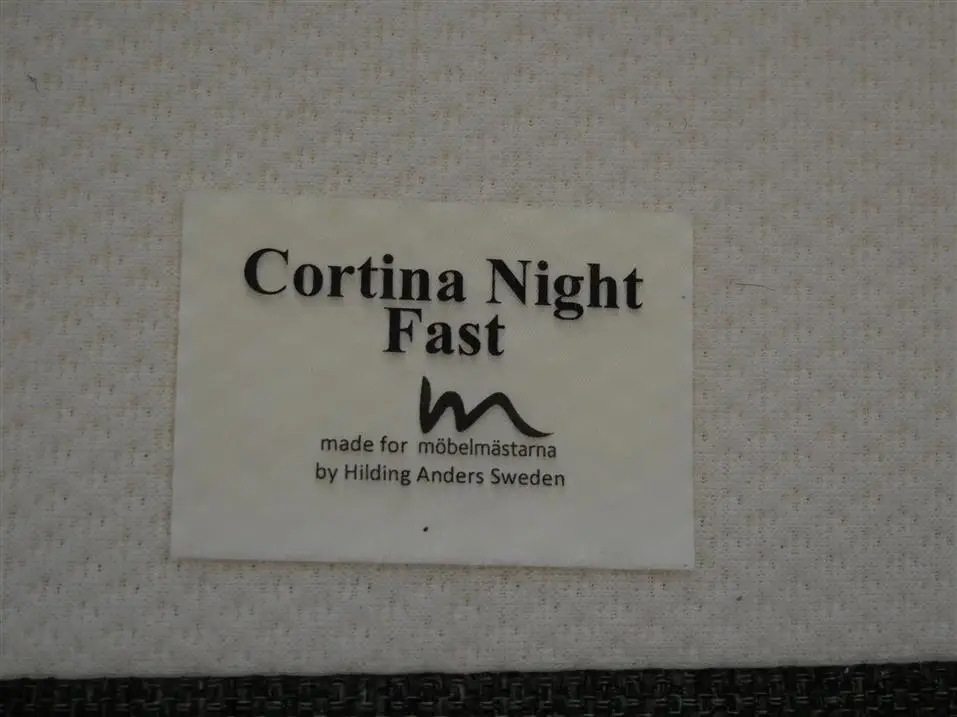 Cortina Night
Fast
made for möbelmästarna
by Hilding Anders Sweden